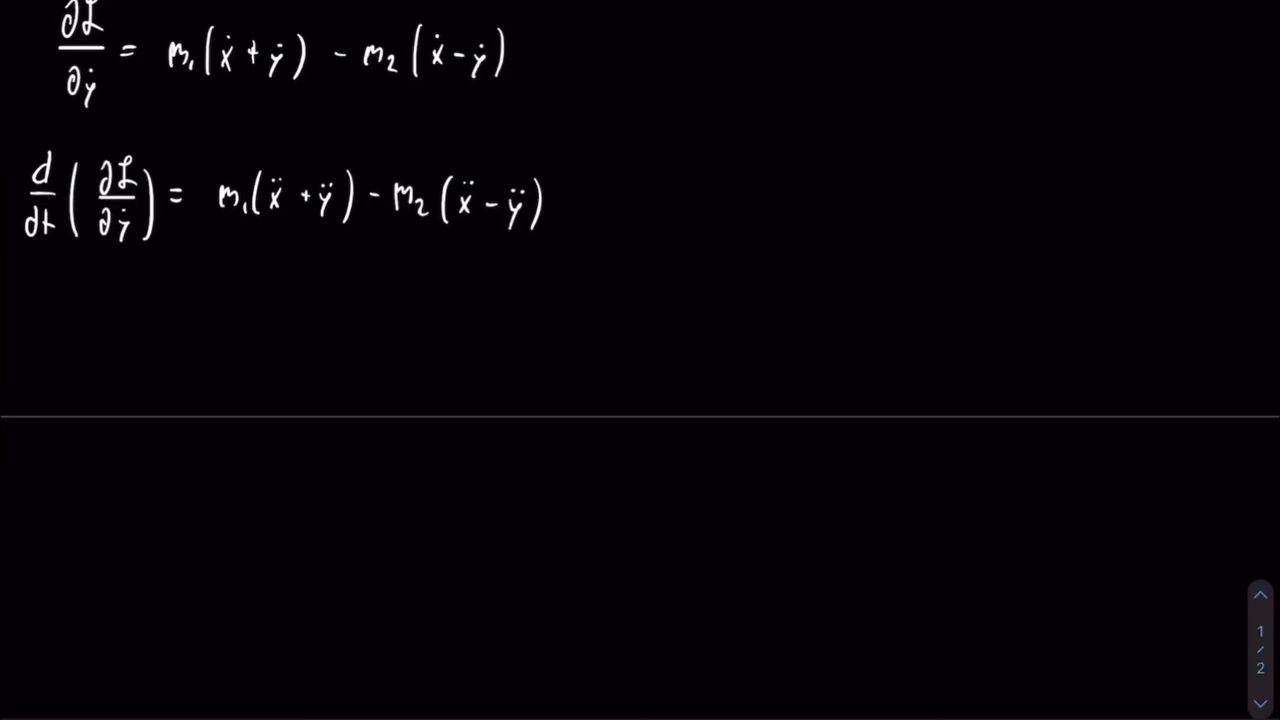 ∂ℒ/∂ẏ = m₁(ẋ + ẏ) - m₂(ẋ - ẏ)
d/dt(∂ℒ/∂ẏ) = m₁(ẍ + ÿ) - m₂(ẍ - ÿ)
1
/
2